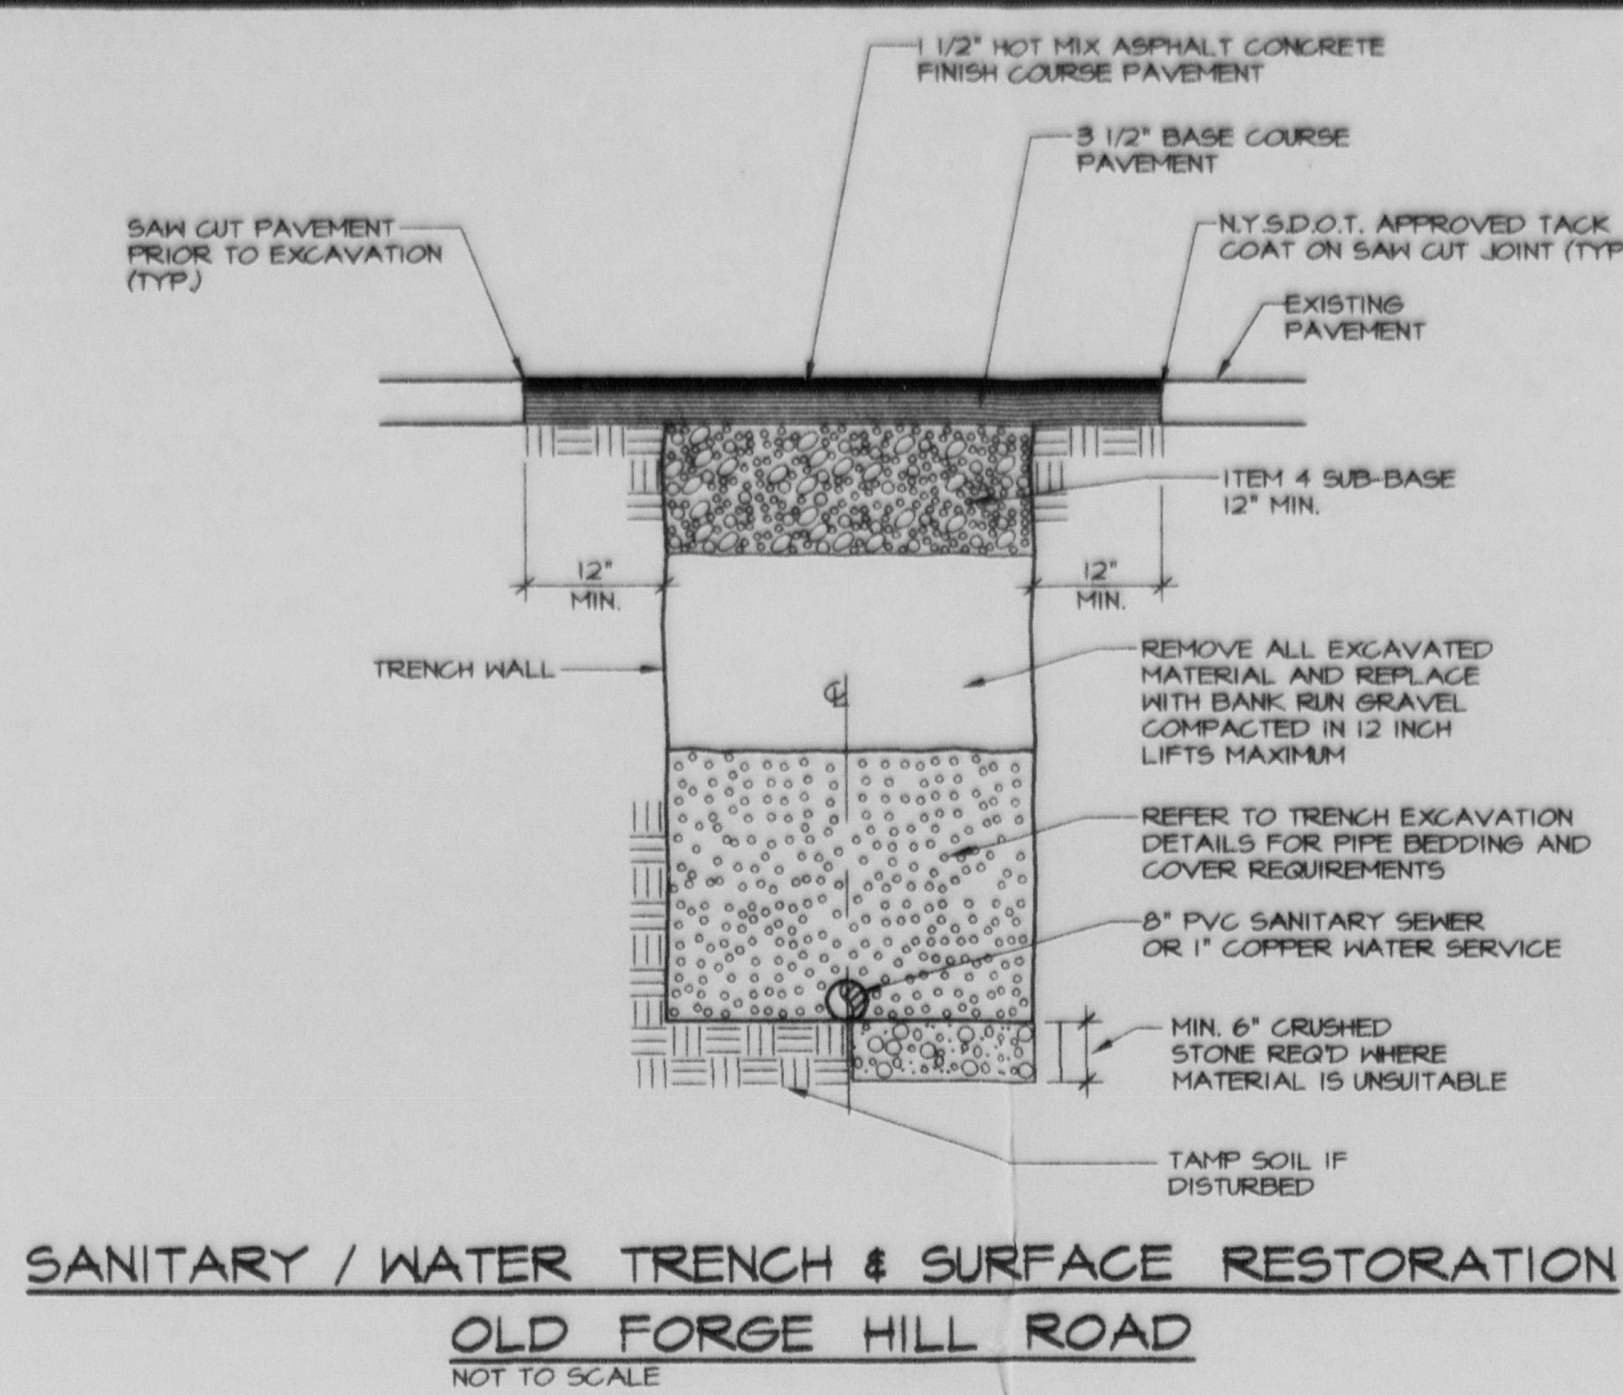 1 1/2" HOT MIX ASPHALT CONCRETE
FINISH COURSE PAVEMENT
3 1/2" BASE COURSE
PAVEMENT
SAW CUT PAVEMENT
PRIOR TO EXCAVATION
(TYP.)
N.Y.S.D.O.T. APPROVED TACK
COAT ON SAW CUT JOINT (TYP
EXISTING
PAVEMENT
ITEM 4 SUB-BASE
12" MIN.
12"
MIN.
12"
MIN.
TRENCH WALL
REMOVE ALL EXCAVATED
MATERIAL AND REPLACE
WITH BANK RUN GRAVEL
COMPACTED IN 12 INCH
LIFTS MAXIMUM
℄
REFER TO TRENCH EXCAVATION
DETAILS FOR PIPE BEDDING AND
COVER REQUIREMENTS
8" PVC SANITARY SEWER
OR 1" COPPER WATER SERVICE
MIN. 6" CRUSHED
STONE REQ'D WHERE
MATERIAL IS UNSUITABLE
TAMP SOIL IF
DISTURBED
SANITARY / WATER TRENCH & SURFACE RESTORATION
OLD FORGE HILL ROAD
NOT TO SCALE